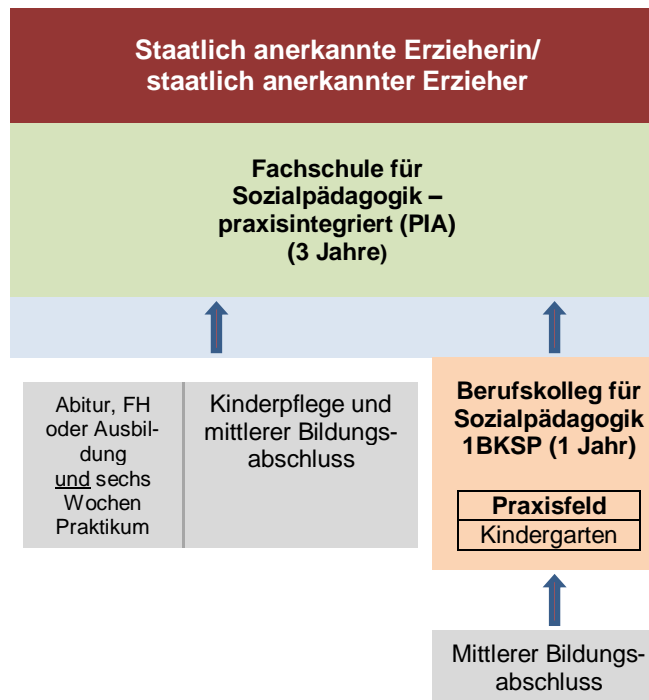 Staatlich anerkannte Erzieherin/
staatlich anerkannter Erzieher
Fachschule für
Sozialpädagogik –
praxisintegriert (PIA)
(3 Jahre)
Abitur, FH
oder Ausbil-
dung
und sechs
Wochen
Praktikum
Kinderpflege und
mittlerer Bildungs-
abschluss
Berufskolleg für
Sozialpädagogik
1BKSP (1 Jahr)
Praxisfeld
Kindergarten
Mittlerer Bildungs-
abschluss